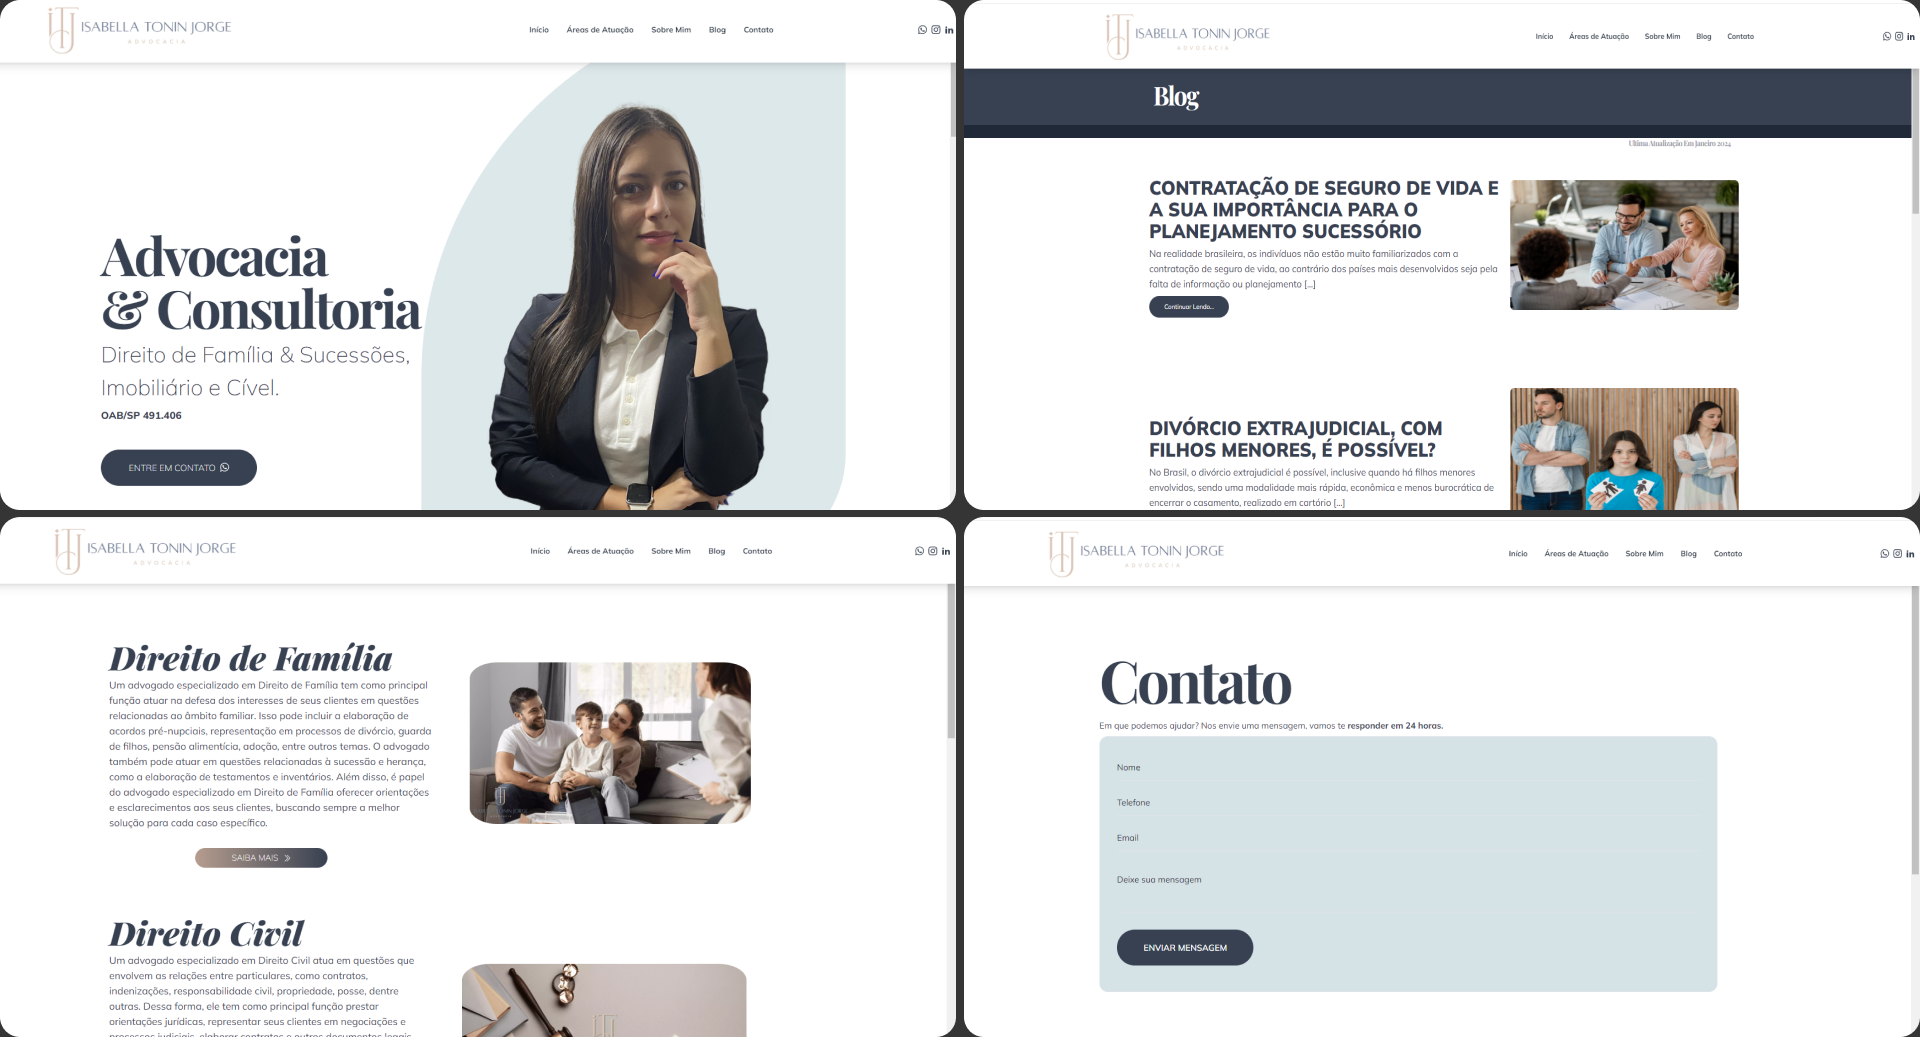 ISABELLA TONIN JORGE
ADVOCACIA
Início
Áreas de Atuação
Sobre Mim
Blog
Contato
Advocacia
& Consultoria
Direito de Família & Sucessões,
Imobiliário e Cível.
OAB/SP 491.406
ENTRE EM CONTATO
ISABELLA TONIN JORGE
ADVOCACIA
Início
Áreas de Atuação
Sobre Mim
Blog
Contato
Blog
Ultima Atualização Em Janeiro 2024
CONTRATAÇÃO DE SEGURO DE VIDA E
A SUA IMPORTÂNCIA PARA O
PLANEJAMENTO SUCESSÓRIO
Na realidade brasileira, os indivíduos não estão muito familiarizados com a
contratação de seguro de vida, ao contrário dos países mais desenvolvidos seja pela
falta de informação ou planejamento [...]
Continuar Lendo...
DIVÓRCIO EXTRAJUDICIAL, COM
FILHOS MENORES, É POSSÍVEL?
No Brasil, o divórcio extrajudicial é possível, inclusive quando há filhos menores
envolvidos, sendo uma modalidade mais rápida, econômica e menos burocrática de
encerrar o casamento, realizado em cartório [...]
ISABELLA TONIN JORGE
ADVOCACIA
Início
Áreas de Atuação
Sobre Mim
Blog
Contato
Direito de Família
Um advogado especializado em Direito de Família tem como principal
função atuar na defesa dos interesses de seus clientes em questões
relacionadas ao âmbito familiar. Isso pode incluir a elaboração de
acordos pré-nupciais, representação em processos de divórcio, guarda
de filhos, pensão alimentícia, adoção, entre outros temas. O advogado
também pode atuar em questões relacionadas à sucessão e herança,
como a elaboração de testamentos e inventários. Além disso, é papel
do advogado especializado em Direito de Família oferecer orientações
e esclarecimentos aos seus clientes, buscando sempre a melhor
solução para cada caso específico.
SAIBA MAIS
Direito Civil
Um advogado especializado em Direito Civil atua em questões que
envolvem as relações entre particulares, como contratos,
indenizações, responsabilidade civil, propriedade, posse, dentre
outras. Dessa forma, ele tem como principal função prestar
orientações jurídicas, representar seus clientes em negociações e
processos judiciais, elaborar contratos e outros documentos legais
ISABELLA TONIN JORGE
ADVOCACIA
Início
Áreas de Atuação
Sobre Mim
Blog
Contato
Contato
Em que podemos ajudar? Nos envie uma mensagem, vamos te responder em 24 horas.
Nome
Telefone
Email
Deixe sua mensagem
ENVIAR MENSAGEM